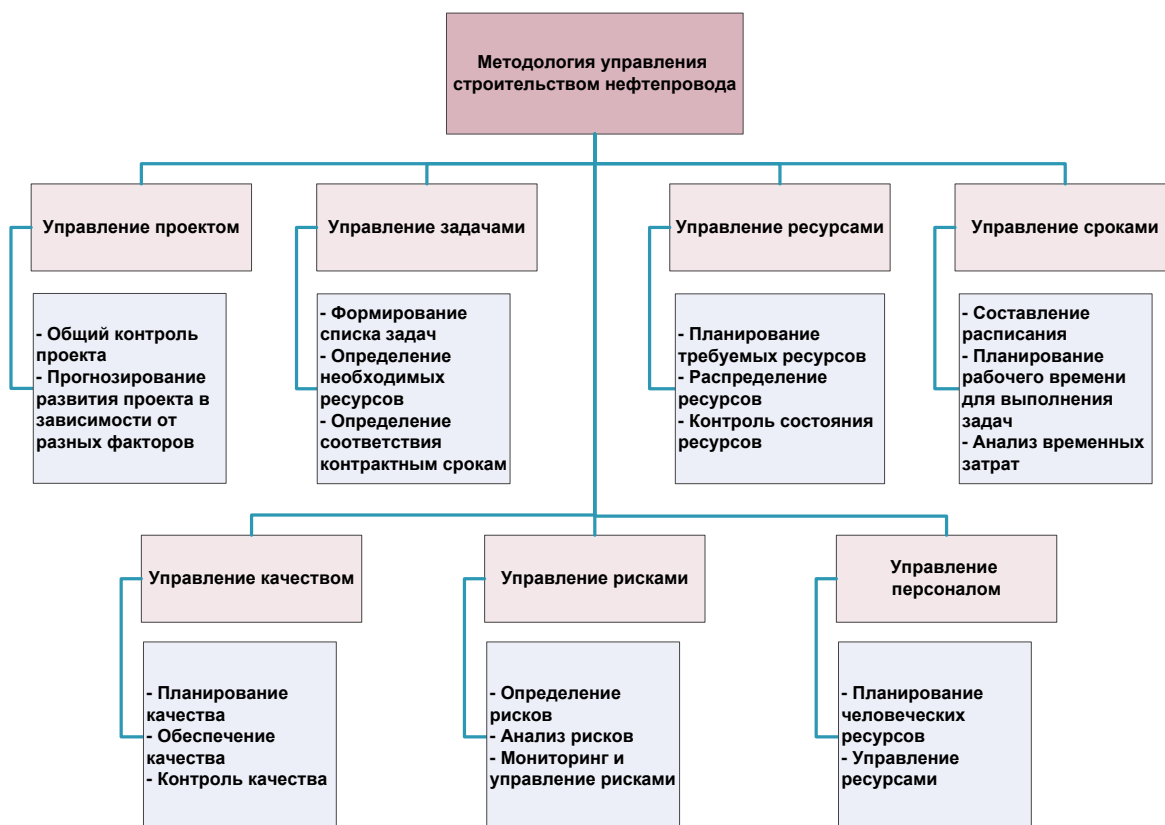 Методология управления
строительством нефтепровода
Управление проектом
Управление задачами
Управление ресурсами
Управление сроками
- Общий контроль
проекта
- Прогнозирование
развития проекта в
зависимости от
разных факторов
- Формирование
списка задач
- Определение
необходимых
ресурсов
- Определение
соответствия
контрактным срокам
- Планирование
требуемых ресурсов
- Распределение
ресурсов
- Контроль состояния
ресурсов
- Составление
расписания
- Планирование
рабочего времени
для выполнения
задач
- Анализ временных
затрат
Управление качеством
Управление рисками
Управление
персоналом
- Планирование
качества
- Обеспечение
качества
- Контроль качества
- Определение
рисков
- Анализ рисков
- Мониторинг и
управление рисками
- Планирование
человеческих
ресурсов
- Управление
ресурсами